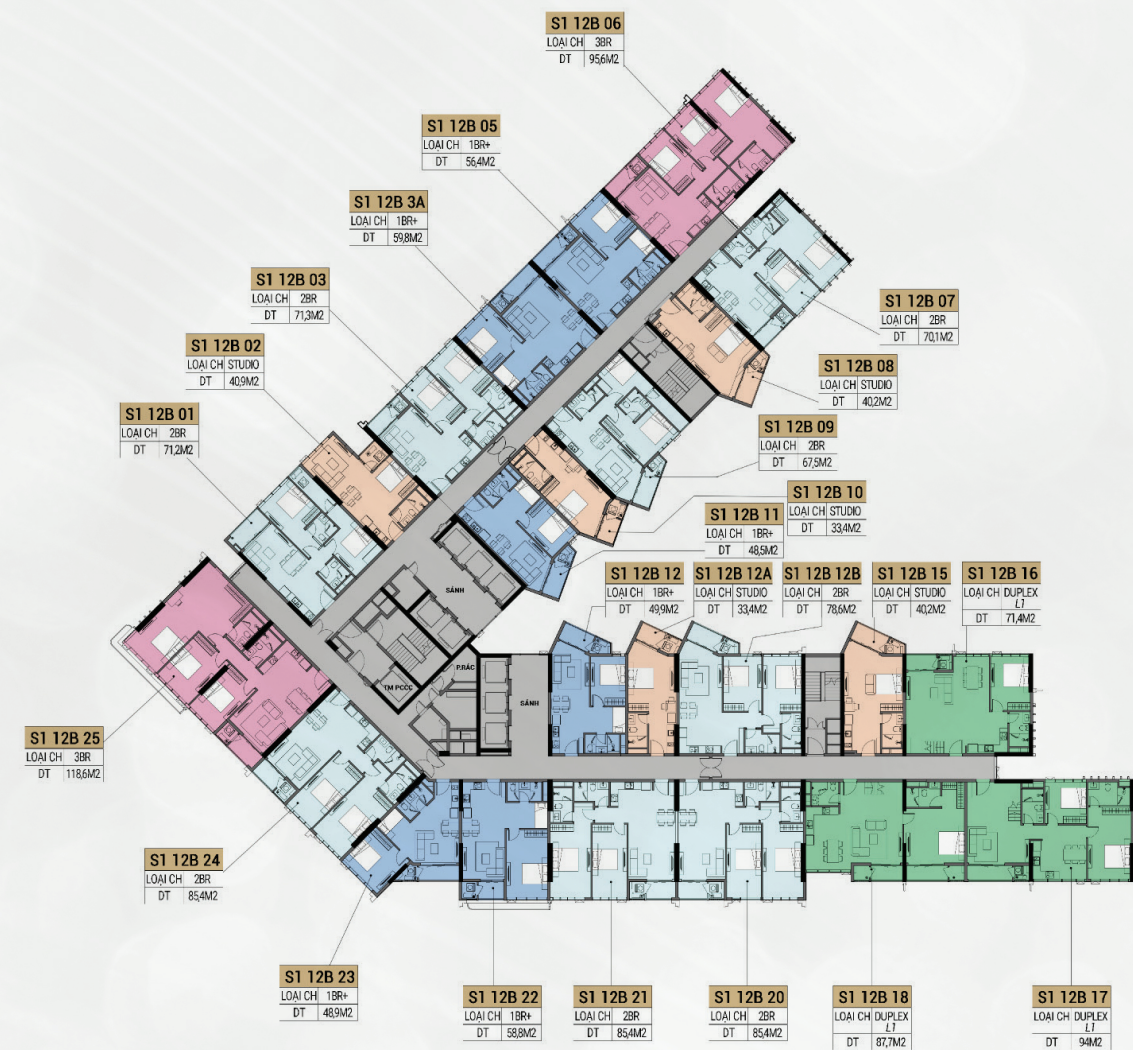 S1 12B 06
LOẠI CH 3BR
DT 95,6M2
S1 12B 05
LOẠI CH 1BR+
DT 56,4M2
S1 12B 3A
LOẠI CH 1BR+
DT 59,8M2
S1 12B 03
LOẠI CH 2BR
DT 71,3M2
S1 12B 02
LOẠI CH STUDIO
DT 40,9M2
S1 12B 01
LOẠI CH 2BR
DT 71,2M2
S1 12B 07
LOẠI CH 2BR
DT 70,1M2
S1 12B 08
LOẠI CH STUDIO
DT 40,2M2
S1 12B 09
LOẠI CH 2BR
DT 67,5M2
S1 12B 10
LOẠI CH STUDIO
DT 33,4M2
S1 12B 11
LOẠI CH 1BR+
DT 48,5M2
S1 12B 12
LOẠI CH 1BR+
DT 49,9M2
S1 12B 12A
LOẠI CH STUDIO
DT 33,4M2
S1 12B 12B
LOẠI CH 2BR
DT 78,6M2
S1 12B 15
LOẠI CH STUDIO
DT 40,2M2
S1 12B 16
LOẠI CH DUPLEX
L1
DT 71,4M2
SẢNH
P.RÁC
TM PCCC
SẢNH
S1 12B 25
LOẠI CH 3BR
DT 118,6M2
S1 12B 24
LOẠI CH 2BR
DT 85,4M2
S1 12B 23
LOẠI CH 1BR+
DT 48,9M2
S1 12B 22
LOẠI CH 1BR+
DT 58,8M2
S1 12B 21
LOẠI CH 2BR
DT 85,4M2
S1 12B 20
LOẠI CH 2BR
DT 85,4M2
S1 12B 18
LOẠI CH DUPLEX
L1
DT 87,7M2
S1 12B 17
LOẠI CH DUPLEX
L1
DT 94M2